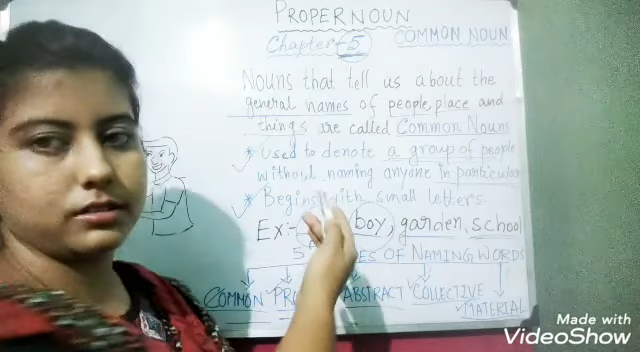 PROPER NOUN
Chapter-5
COMMON NOUN
Nouns that tell us about the
general names of people, place and
things are called Common Nouns
* Used to denote a group of people
without naming anyone in particular
* Begins with small letters.
Ex:- boy, garden, school
5 OF NAMING WORDS
COMMON ABSTRACT COLLECTIVE
MATERIAL
Made with
VideoShow